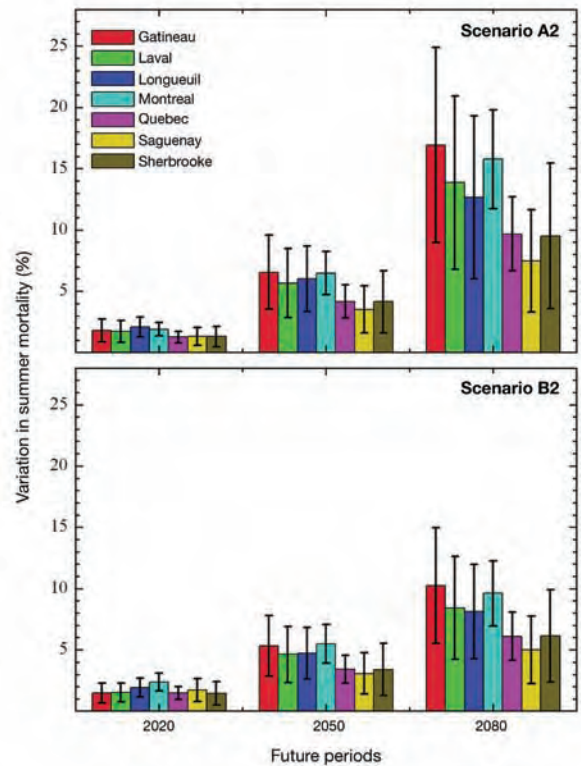 Scenario A2
25
20
15
10
5
Gatineau
Laval
Longueuil
Montreal
Quebec
Saguenay
Sherbrooke
Variation in summer mortality (%)
Scenario B2
25
20
15
10
5
2020 2050 2080
Future periods